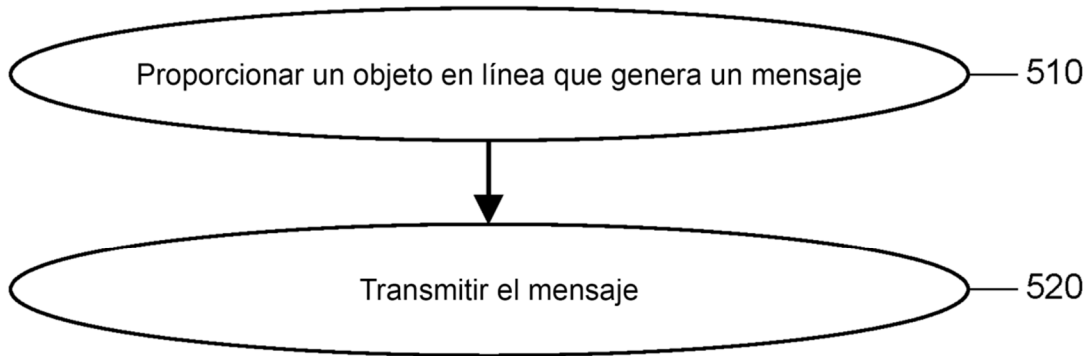 Proporcionar un objeto en línea que genera un mensaje
510
Transmitir el mensaje
520